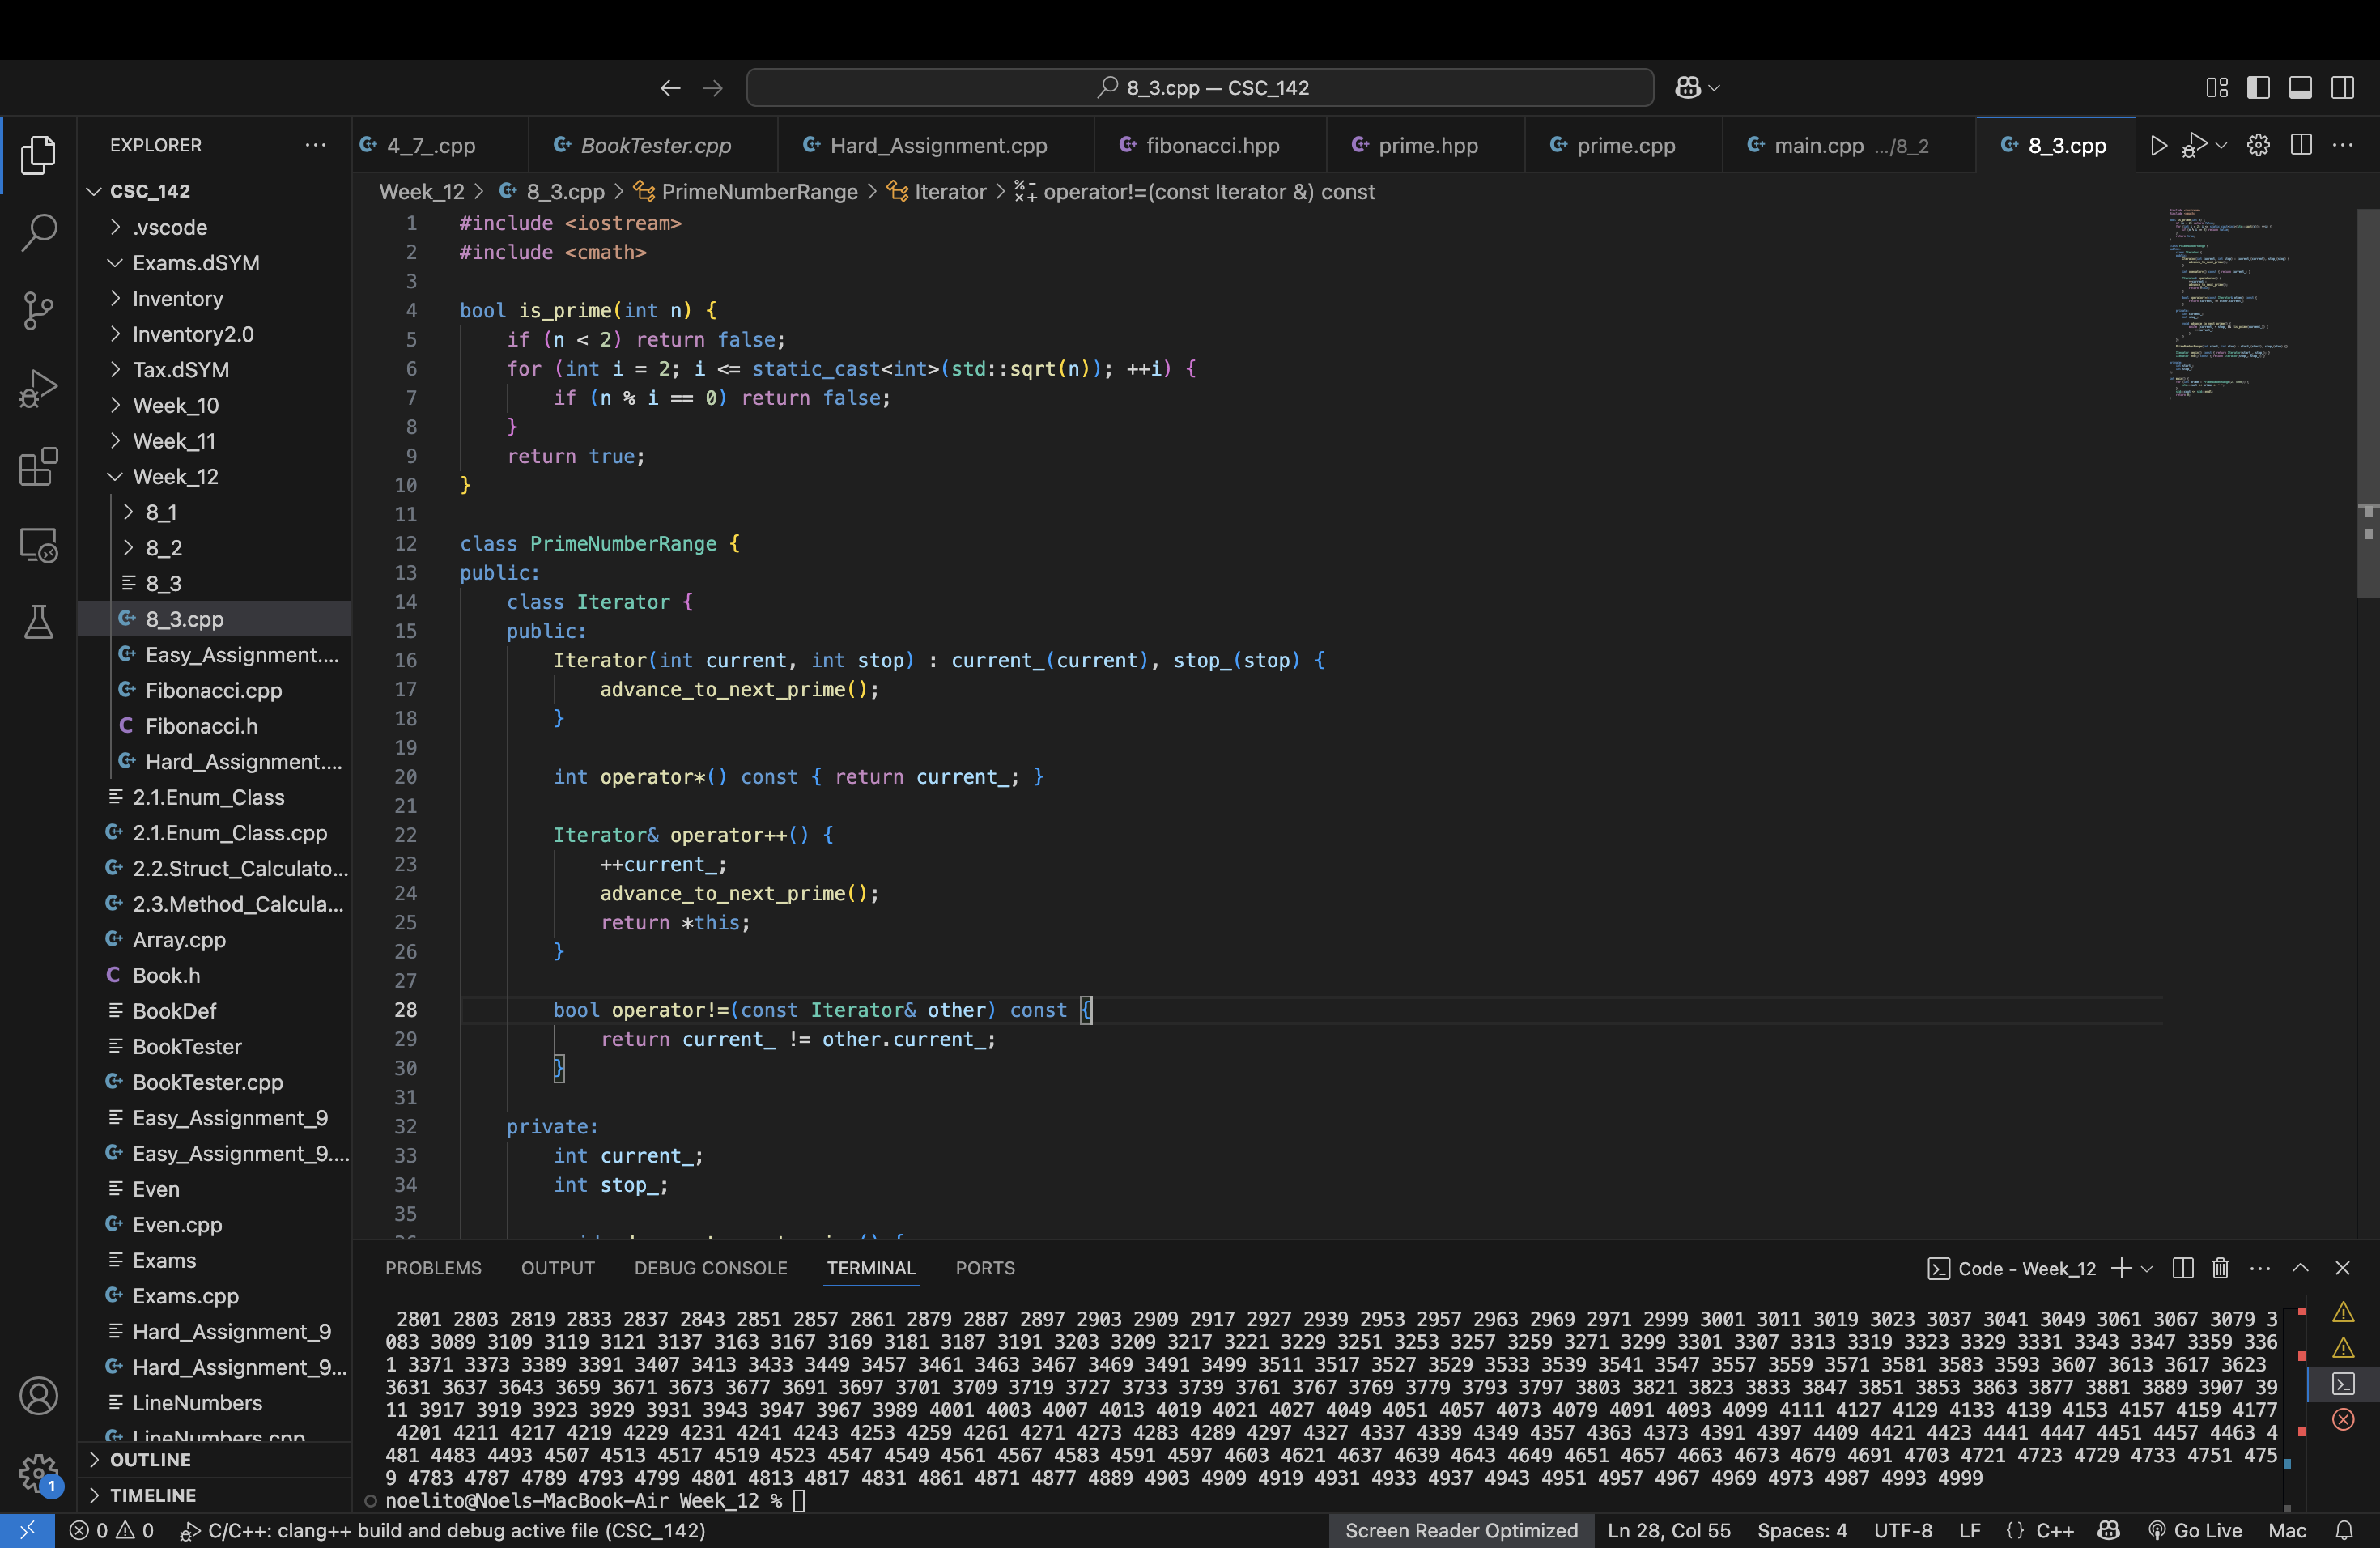 8_3.cpp — CSC_142
EXPLORER
4_7_.cpp
BookTester.cpp
Hard_Assignment.cpp
fibonacci.hpp
prime.hpp
prime.cpp
main.cpp .../8_2
8_3.cpp
Week_12 > 8_3.cpp > PrimeNumberRange > Iterator > operator!=(const Iterator &) const
CSC_142
.vscode
Exams.dSYM
Inventory
Inventory2.0
Tax.dSYM
Week_10
Week_11
Week_12
8_1
8_2
8_3
8_3.cpp
Easy_Assignment....
Fibonacci.cpp
Fibonacci.h
Hard_Assignment....
2.1.Enum_Class
2.1.Enum_Class.cpp
2.2.Struct_Calculato...
2.3.Method_Calcula...
Array.cpp
Book.h
BookDef
BookTester
BookTester.cpp
Easy_Assignment_9
Easy_Assignment_9....
Even
Even.cpp
Exams
Exams.cpp
Hard_Assignment_9
Hard_Assignment_9...
LineNumbers
LineNumbers.cpp
OUTLINE
TIMELINE
1 #include <iostream>
2 #include <cmath>
3
4 bool is_prime(int n) {
5 if (n < 2) return false;
6 for (int i = 2; i <= static_cast<int>(std::sqrt(n)); ++i) {
7 if (n % i == 0) return false;
8 }
9 return true;
10 }
11
12 class PrimeNumberRange {
13 public:
14 class Iterator {
15 public:
16 Iterator(int current, int stop) : current_(current), stop_(stop) {
17 advance_to_next_prime();
18 }
19
20 int operator*() const { return current_; }
21
22 Iterator& operator++() {
23 ++current_;
24 advance_to_next_prime();
25 return *this;
26 }
27
28 bool operator!=(const Iterator& other) const {
29 return current_ != other.current_;
30 }
31
32 private:
33 int current_;
34 int stop_;
35
PROBLEMS OUTPUT DEBUG CONSOLE TERMINAL PORTS
Code - Week_12
2801 2803 2819 2833 2837 2843 2851 2857 2861 2879 2887 2897 2903 2909 2917 2927 2939 2953 2957 2963 2969 2971 2999 3001 3011 3019 3023 3037 3041 3049 3061 3067 3079 3
083 3089 3109 3119 3121 3137 3163 3167 3169 3181 3187 3191 3203 3209 3217 3221 3229 3251 3253 3257 3259 3271 3299 3301 3307 3313 3319 3323 3329 3331 3343 3347 3359 336
1 3371 3373 3389 3391 3407 3413 3433 3449 3457 3461 3463 3467 3469 3491 3499 3511 3517 3527 3529 3533 3539 3541 3547 3557 3559 3571 3581 3583 3593 3607 3613 3617 3623
3631 3637 3643 3659 3671 3673 3677 3691 3697 3701 3709 3719 3727 3733 3739 3761 3767 3769 3779 3793 3797 3803 3821 3823 3833 3847 3851 3853 3863 3877 3881 3889 3907 39
11 3917 3919 3923 3929 3931 3943 3947 3967 3989 4001 4003 4007 4013 4019 4021 4027 4049 4051 4057 4073 4079 4091 4093 4099 4111 4127 4129 4133 4139 4153 4157 4159 4177
4201 4211 4217 4219 4229 4231 4241 4243 4253 4259 4261 4271 4273 4283 4289 4297 4327 4337 4339 4349 4357 4363 4373 4391 4397 4409 4421 4423 4441 4447 4451 4457 4463 4
481 4483 4493 4507 4513 4517 4519 4523 4547 4549 4561 4567 4583 4591 4597 4603 4621 4637 4639 4643 4649 4651 4657 4663 4673 4679 4691 4703 4721 4723 4729 4733 4751 475
9 4783 4787 4789 4793 4799 4801 4813 4817 4831 4861 4871 4877 4889 4903 4909 4919 4931 4933 4937 4943 4951 4957 4967 4969 4973 4987 4993 4999
noelito@Noels-MacBook-Air Week_12 %
1
0 0 C/C++: clang++ build and debug active file (CSC_142) Screen Reader Optimized Ln 28, Col 55 Spaces: 4 UTF-8 LF {} C++ Go Live Mac